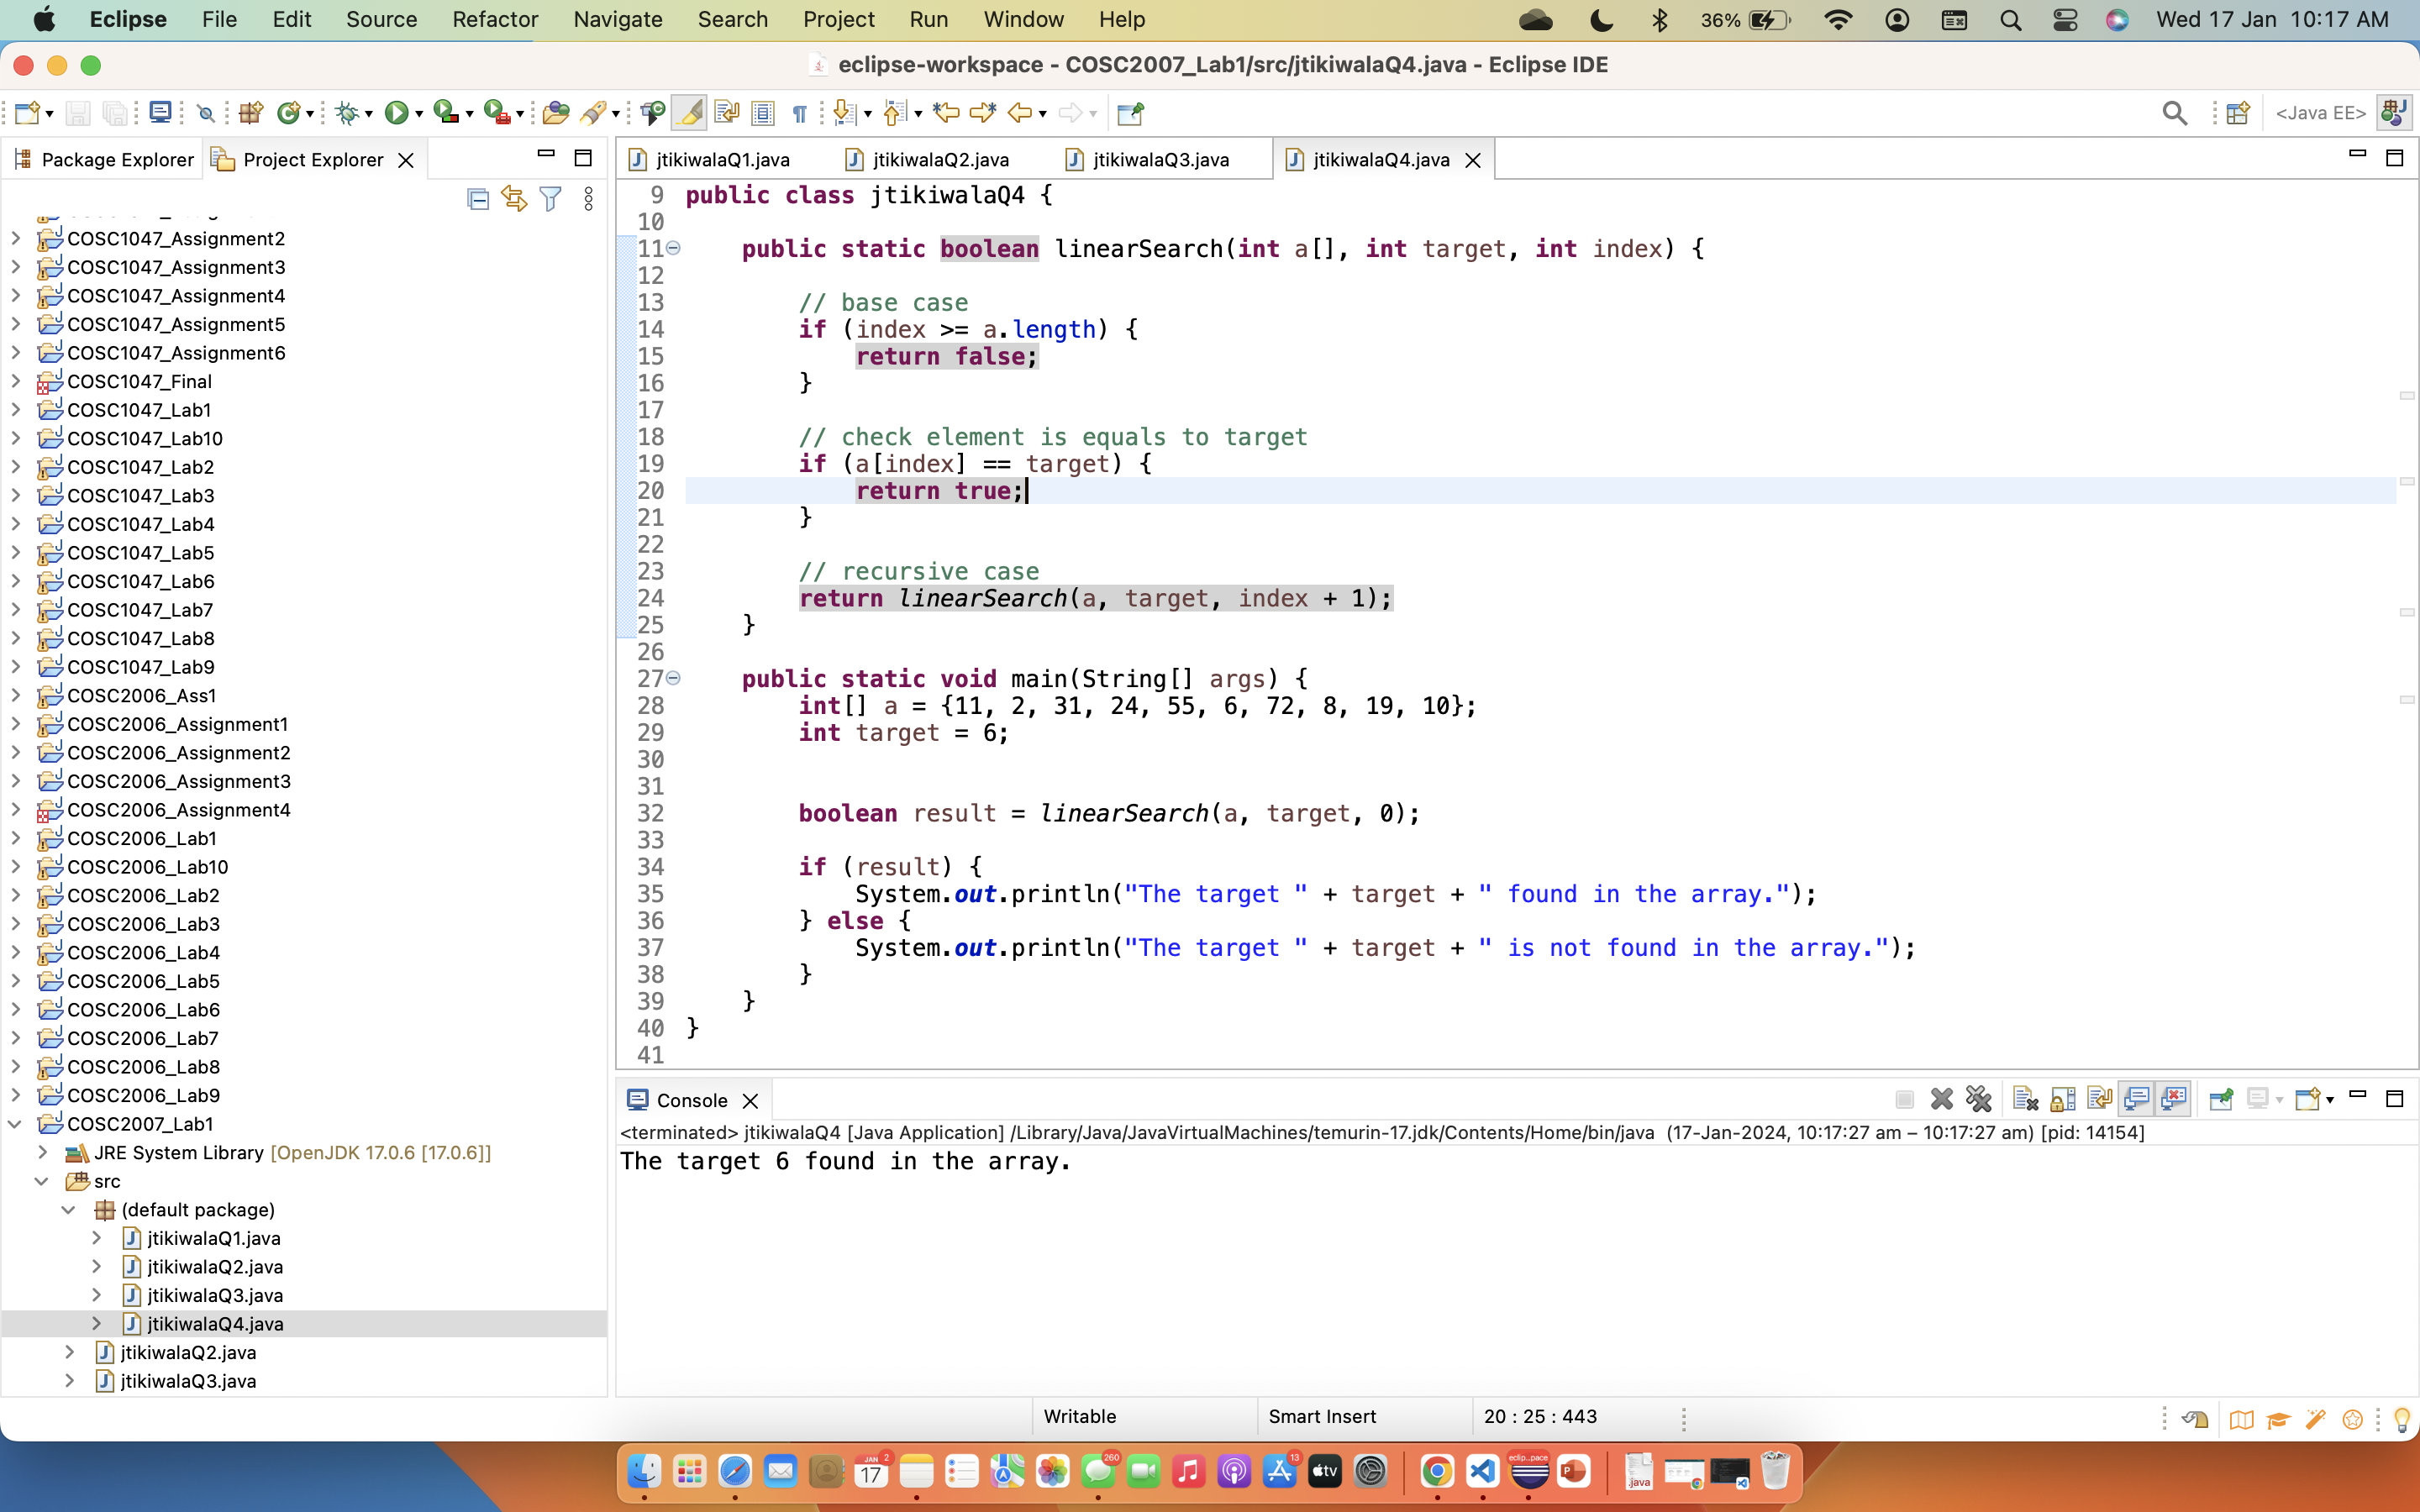 Eclipse File Edit Source Refactor Navigate Search Project Run Window Help 36% Wed 17 Jan 10:17 AM
eclipse-workspace - COSC2007_Lab1/src/jtikiwalaQ4.java - Eclipse IDE
<Java EE>
Package Explorer Project Explorer
COSC1047_Assignment2
COSC1047_Assignment3
COSC1047_Assignment4
COSC1047_Assignment5
COSC1047_Assignment6
COSC1047_Final
COSC1047_Lab1
COSC1047_Lab10
COSC1047_Lab2
COSC1047_Lab3
COSC1047_Lab4
COSC1047_Lab5
COSC1047_Lab6
COSC1047_Lab7
COSC1047_Lab8
COSC1047_Lab9
COSC2006_Ass1
COSC2006_Assignment1
COSC2006_Assignment2
COSC2006_Assignment3
COSC2006_Assignment4
COSC2006_Lab1
COSC2006_Lab10
COSC2006_Lab2
COSC2006_Lab3
COSC2006_Lab4
COSC2006_Lab5
COSC2006_Lab6
COSC2006_Lab7
COSC2006_Lab8
COSC2006_Lab9
COSC2007_Lab1
JRE System Library [OpenJDK 17.0.6 [17.0.6]]
src
(default package)
jtikiwalaQ1.java
jtikiwalaQ2.java
jtikiwalaQ3.java
jtikiwalaQ4.java
jtikiwalaQ2.java
jtikiwalaQ3.java
jtikiwalaQ1.java jtikiwalaQ2.java jtikiwalaQ3.java jtikiwalaQ4.java
9 public class jtikiwalaQ4 {
10
11 public static boolean linearSearch(int a[], int target, int index) {
12
13 // base case
14 if (index >= a.length) {
15 return false;
16 }
17
18 // check element is equals to target
19 if (a[index] == target) {
20 return true;
21 }
22
23 // recursive case
24 return linearSearch(a, target, index + 1);
25 }
26
27 public static void main(String[] args) {
28 int[] a = {11, 2, 31, 24, 55, 6, 72, 8, 19, 10};
29 int target = 6;
30
31
32 boolean result = linearSearch(a, target, 0);
33
34 if (result) {
35 System.out.println("The target " + target + " found in the array.");
36 } else {
37 System.out.println("The target " + target + " is not found in the array.");
38 }
39 }
40 }
41
Console
<terminated> jtikiwalaQ4 [Java Application] /Library/Java/JavaVirtualMachines/temurin-17.jdk/Contents/Home/bin/java (17-Jan-2024, 10:17:27 am – 10:17:27 am) [pid: 14154]
The target 6 found in the array.
Writable Smart Insert 20 : 25 : 443
JAN 17 2 260 13 tv eclip...pace P .java